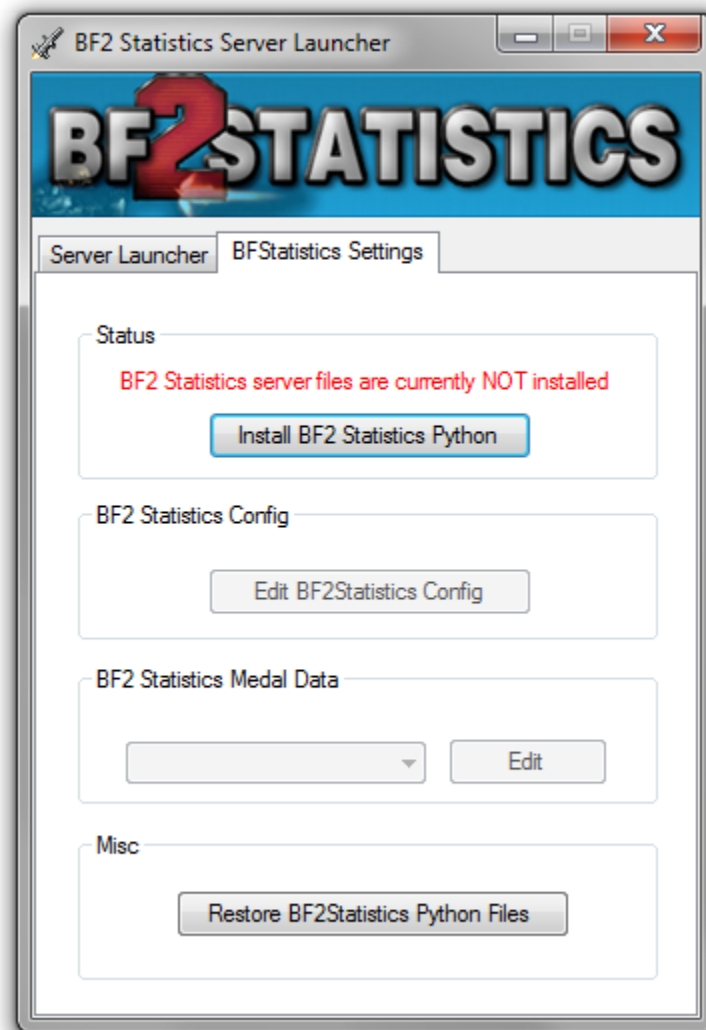 BF2 Statistics Server Launcher
BF2STATISTICS
Server Launcher
BFStatistics Settings
Status
BF2 Statistics server files are currently NOT installed
Install BF2 Statistics Python
BF2 Statistics Config
Edit BF2Statistics Config
BF2 Statistics Medal Data
Edit
Misc
Restore BF2Statistics Python Files